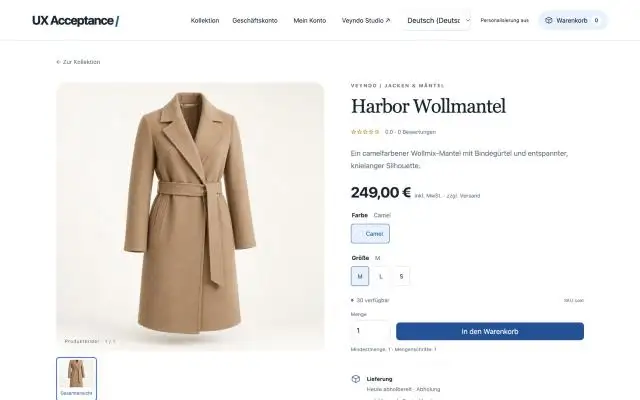 UX Acceptance /
Kollektion Geschäftskonto Mein Konto Veyndo Studio ↗ Deutsch (Deutsc Personalisierung aus Warenkorb 0
← Zur Kollektion
VEYNDO | JACKEN & MÄNTEL
Harbor Wollmantel
☆☆☆☆☆ 0.0 · 0 Bewertungen
Ein camelfarbener Wollmix-Mantel mit Bindegürtel und entspannter,
knielanger Silhouette.
249,00 € inkl. MwSt. · zzgl. Versand
Farbe Camel
Camel
Größe M
M L S
30 verfügbar
Menge
1 In den Warenkorb
Mindestmenge: 1 · Mengenschritte: 1
Produktbilder · 1 / 1
Gesamtansicht
Lieferung
Heute abholbereit · Abholung